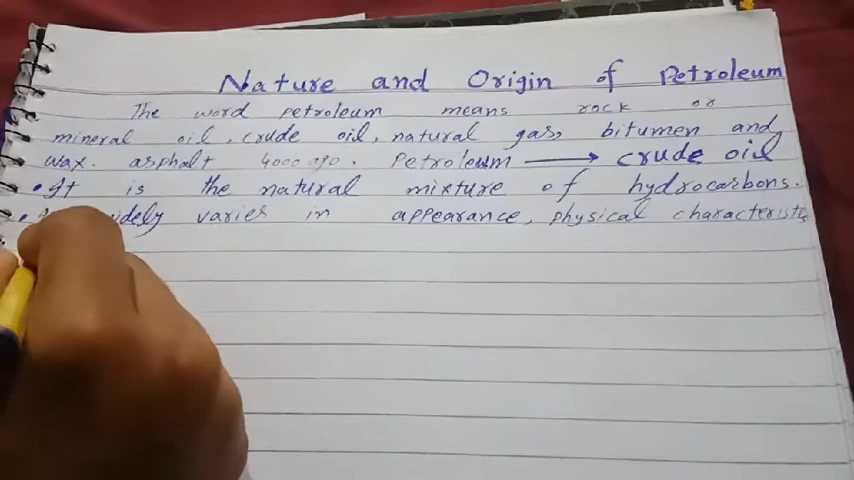 Nature and Origin of Petroleum
The word petroleum means rock or
mineral oil, crude oil, natural gas, bitumen and
wax. asphalt 4000 ago. Petroleum → crude oil
• It is the natural mixture of hydrocarbons.
• widely varies in appearance, physical characterists